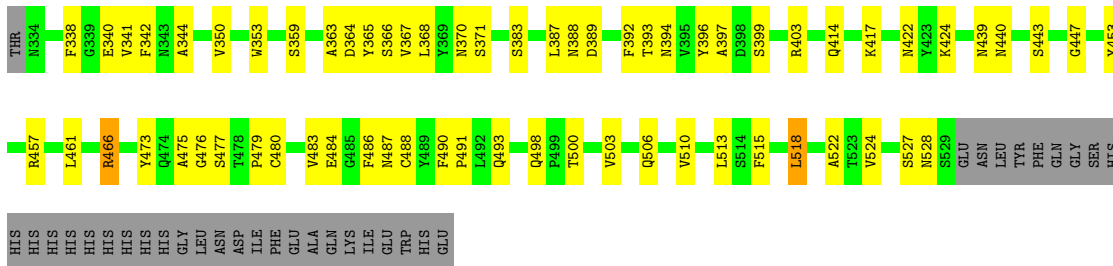 THR N334 F338 G339 E340 V341 F342 N343 A344 V350 W353 S359 A363 D364 Y365 S366 V367 L368 Y369 N370 S371 S383 L387 N388 D389 F392 T393 N394 V395 Y396 A397 D398 S399 R403 Q414 K417 N422 Y423 K424 N439 N440 S443 G447 Y453
R457 L461 R466 Y473 Q474 A475 G476 S477 T478 P479 C480 V483 E484 G485 F486 N487 C488 Y489 F490 P491 L492 Q493 Q498 P499 T500 V503 Q506 V510 L513 S514 F515 L518 A522 T523 V524 S527 N528 S529 GLU ASN LEU TYR PHE GLN GLY SER HIS
HIS HIS HIS HIS HIS HIS HIS HIS HIS GLY LEU ASN ASP ILE PHE GLU ALA GLN LYS ILE GLU TRP HIS GLU